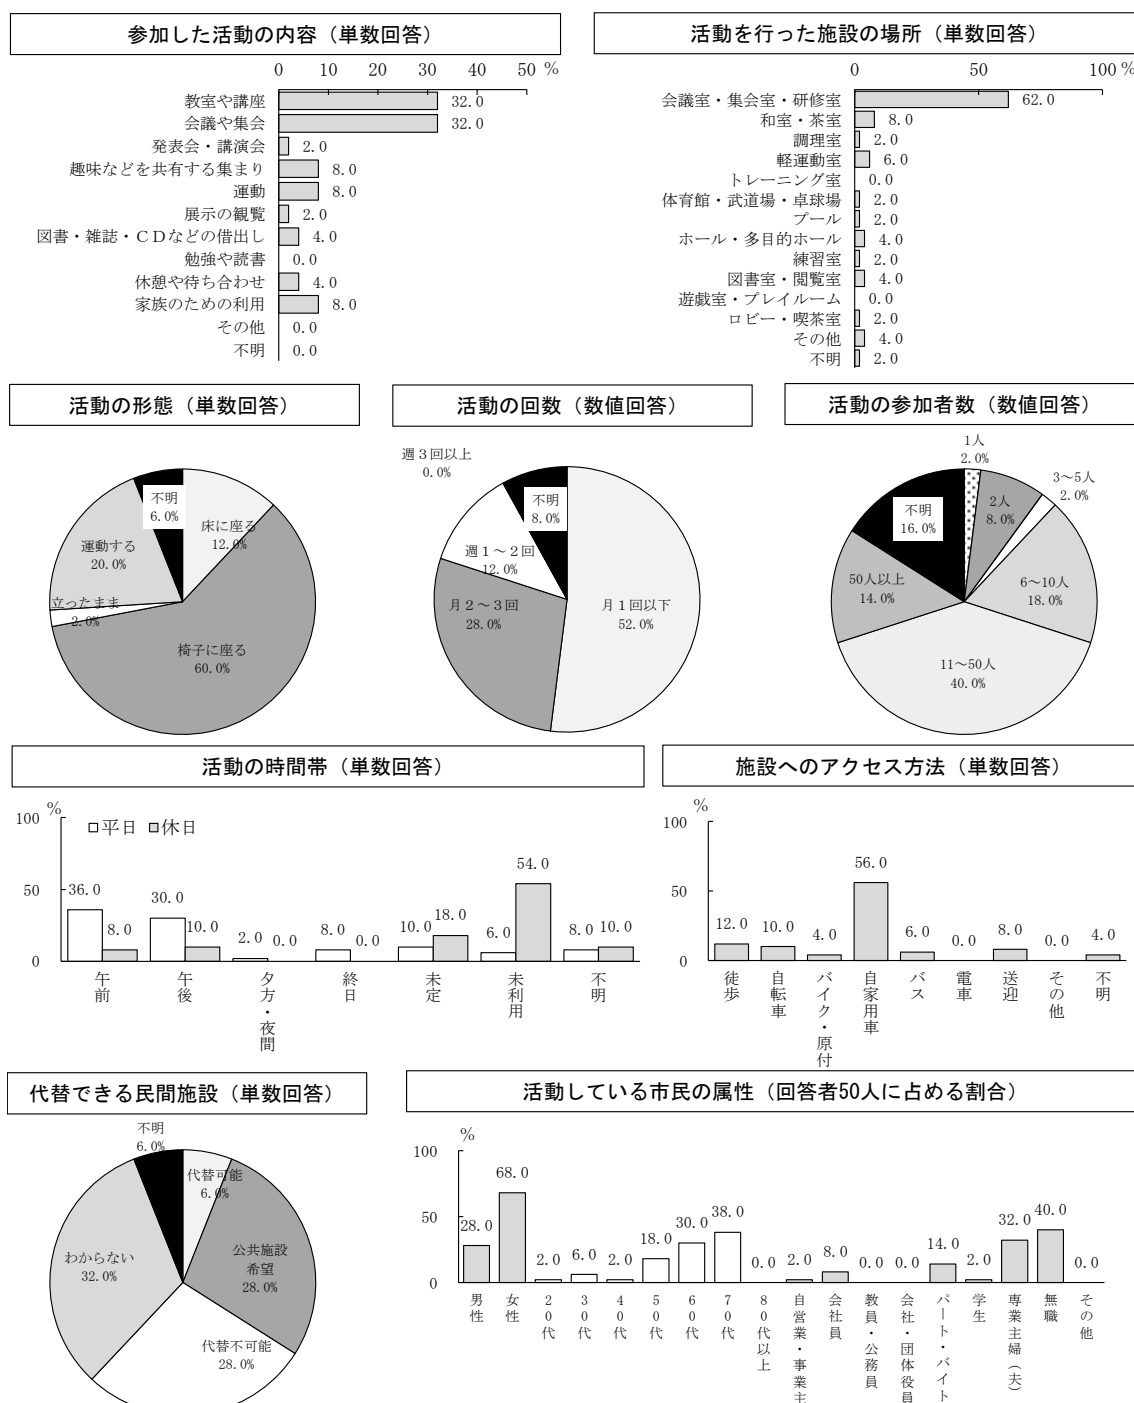 参加した活動の内容（単数回答）
0 10 20 30 40 50 %
教室や講座 32.0
会議や集会 32.0
発表会・講演会 2.0
趣味などを共有する集まり 8.0
運動 8.0
展示の観覧 2.0
図書・雑誌・ＣＤなどの借出し 4.0
勉強や読書 0.0
休憩や待ち合わせ 4.0
家族のための利用 8.0
その他 0.0
不明 0.0
活動を行った施設の場所（単数回答）
0 50 100 %
会議室・集会室・研修室 62.0
和室・茶室 8.0
調理室 2.0
軽運動室 6.0
トレーニング室 0.0
体育館・武道場・卓球場 2.0
プール 2.0
ホール・多目的ホール 4.0
練習室 2.0
図書室・閲覧室 4.0
遊戯室・プレイルーム 0.0
ロビー・喫茶室 2.0
その他 4.0
不明 2.0
活動の形態（単数回答）
不明
6.0%
床に座る
12.0%
運動する
20.0%
立ったまま
2.0%
椅子に座る
60.0%
活動の回数（数値回答）
週３回以上
0.0%
不明
8.0%
週１～２回
12.0%
月２～３回
28.0%
月１回以下
52.0%
活動の参加者数（数値回答）
1人
2.0%
3～5人
2.0%
2人
8.0%
不明
16.0%
50人以上
14.0%
6～10人
18.0%
11～50人
40.0%
活動の時間帯（単数回答）
%
100
50
0
平日 休日
36.0 8.0 30.0 10.0 2.0 0.0 8.0 0.0 10.0 18.0 6.0 54.0 8.0 10.0
午前
午後
夕方・夜間
終日
未定
未利用
不明
施設へのアクセス方法（単数回答）
%
100
50
0
12.0 10.0 4.0 56.0 6.0 0.0 8.0 0.0 4.0
徒歩
自転車
バイク・原付
自家用車
バス
電車
送迎
その他
不明
代替できる民間施設（単数回答）
不明
6.0%
代替可能
6.0%
わからない
32.0%
公共施設
希望
28.0%
代替不可能
28.0%
活動している市民の属性（回答者50人に占める割合）
%
100
50
0
28.0 68.0 2.0 6.0 2.0 18.0 30.0 38.0 0.0 2.0 8.0 0.0 0.0 14.0 2.0 32.0 40.0 0.0
男性
女性
２０代
３０代
４０代
５０代
６０代
７０代
８０代以上
自営業・事業主
会社員
教員・公務員
会社・団体役員
パート・バイト
学生
専業主婦（夫）
無職
その他